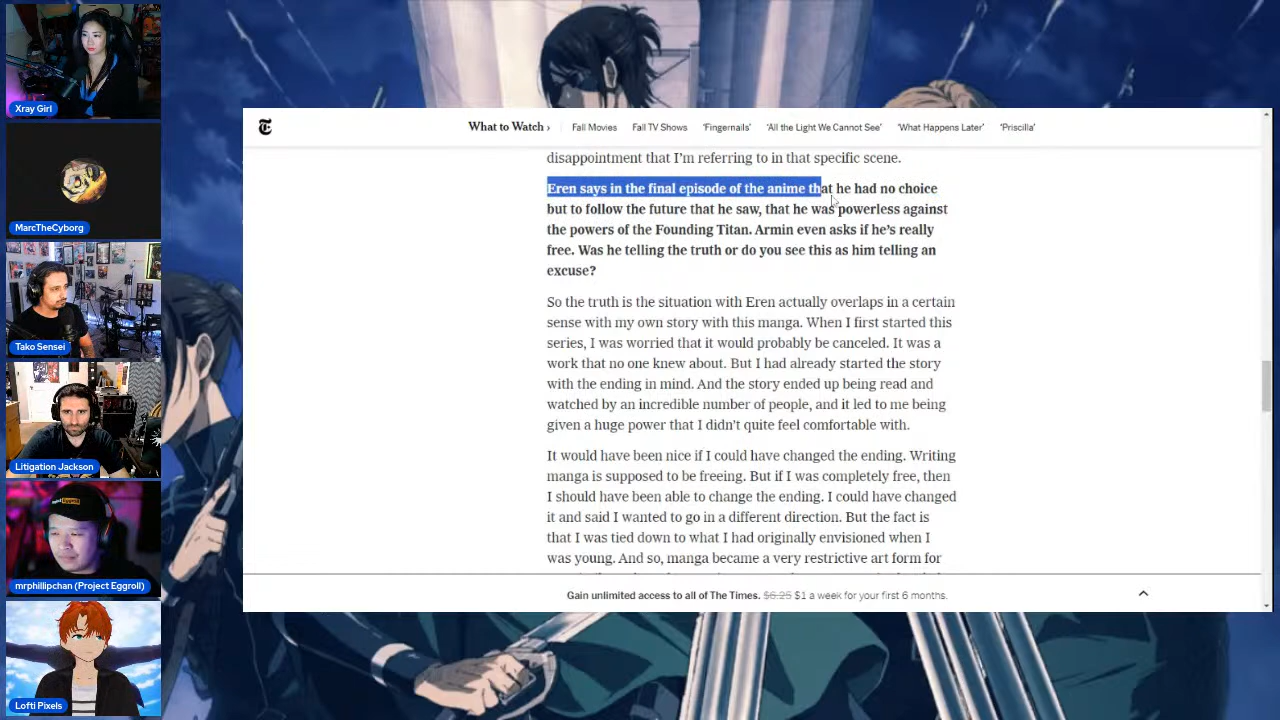 Xray Girl
MarcTheCyborg
Tako Sensei
Litigation Jackson
mrphillipchan (Project Eggroll)
Lofti Pixels
T
What to Watch › Fall Movies Fall TV Shows 'Fingernails' 'All the Light We Cannot See' 'What Happens Later' 'Priscilla'
disappointment that I'm referring to in that specific scene.
Eren says in the final episode of the anime that he had no choice
but to follow the future that he saw, that he was powerless against
the powers of the Founding Titan. Armin even asks if he's really
free. Was he telling the truth or do you see this as him telling an
excuse?
So the truth is the situation with Eren actually overlaps in a certain
sense with my own story with this manga. When I first started this
series, I was worried that it would probably be canceled. It was a
work that no one knew about. But I had already started the story
with the ending in mind. And the story ended up being read and
watched by an incredible number of people, and it led to me being
given a huge power that I didn't quite feel comfortable with.
It would have been nice if I could have changed the ending. Writing
manga is supposed to be freeing. But if I was completely free, then
I should have been able to change the ending. I could have changed
it and said I wanted to go in a different direction. But the fact is
that I was tied down to what I had originally envisioned when I
was young. And so, manga became a very restrictive art form for
Gain unlimited access to all of The Times. $6.25 $1 a week for your first 6 months.